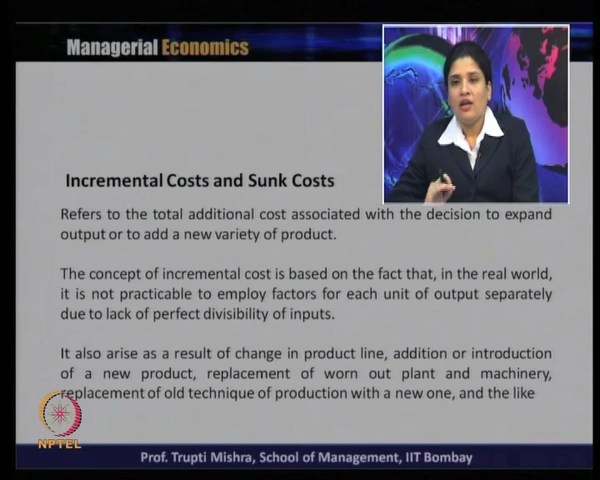 Managerial Economics
Incremental Costs and Sunk Costs
Refers to the total additional cost associated with the decision to expand
output or to add a new variety of product.
The concept of incremental cost is based on the fact that, in the real world,
it is not practicable to employ factors for each unit of output separately
due to lack of perfect divisibility of inputs.
It also arise as a result of change in product line, addition or introduction
of a new product, replacement of worn out plant and machinery,
replacement of old technique of production with a new one, and the like
NPTEL
Prof. Trupti Mishra, School of Management, IIT Bombay